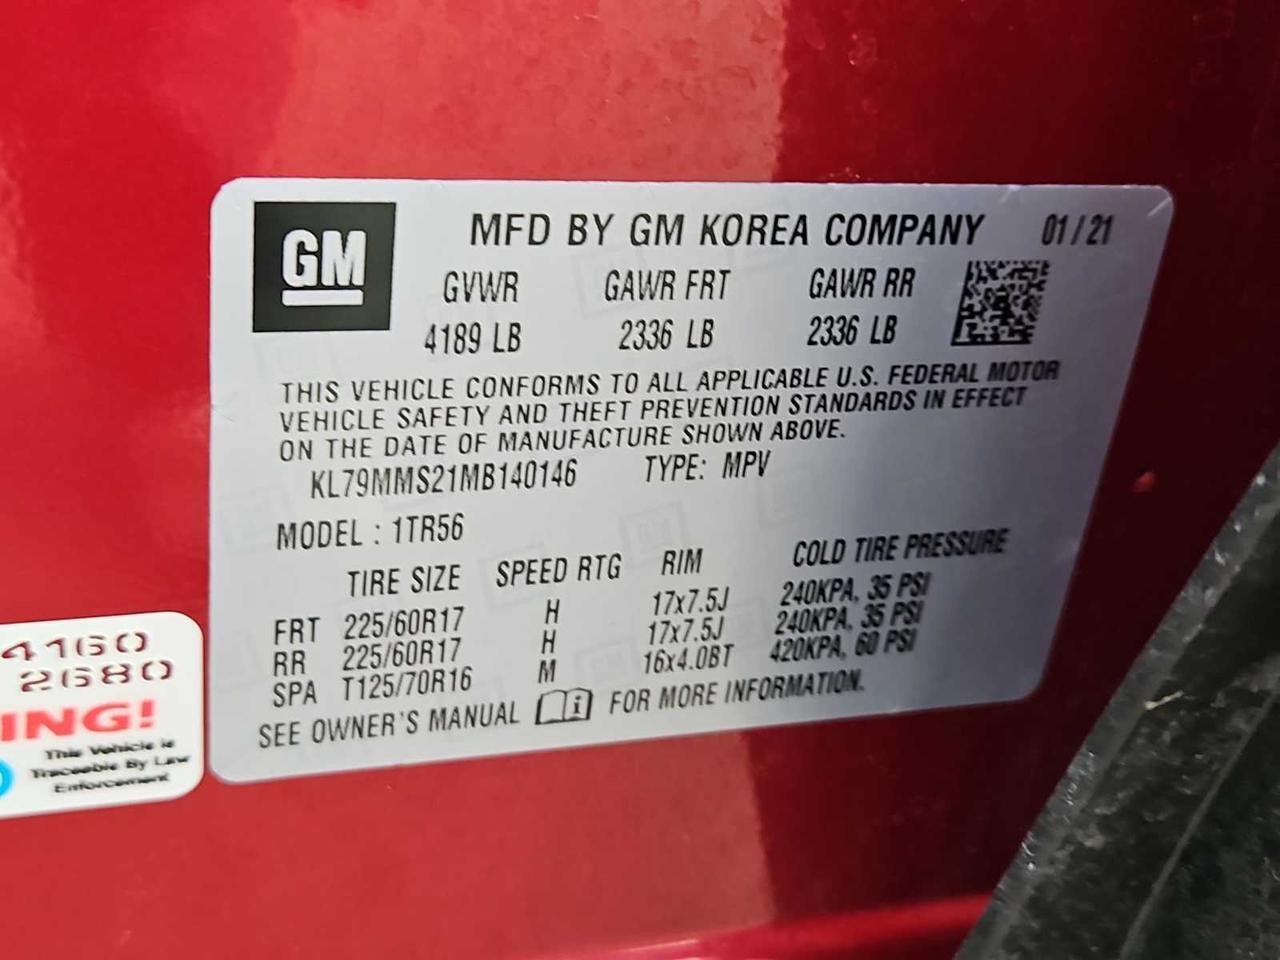 GM
MFD BY GM KOREA COMPANY 01/21
GVWR GAWR FRT GAWR RR
4189 LB 2336 LB 2336 LB
THIS VEHICLE CONFORMS TO ALL APPLICABLE U.S. FEDERAL MOTOR
VEHICLE SAFETY AND THEFT PREVENTION STANDARDS IN EFFECT
ON THE DATE OF MANUFACTURE SHOWN ABOVE.
KL79MMS21MB140146 TYPE: MPV
MODEL : 1TR56
TIRE SIZE SPEED RTG RIM COLD TIRE PRESSURE
FRT 225/60R17 H 17x7.5J 240KPA, 35 PSI
RR 225/60R17 H 17x7.5J 240KPA, 35 PSI
SPA T125/70R16 M 16x4.0BT 420KPA, 60 PSI
SEE OWNER'S MANUAL i FOR MORE INFORMATION.
4160
2680
ING!
This Vehicle is
Traceable By Law
Enforcement